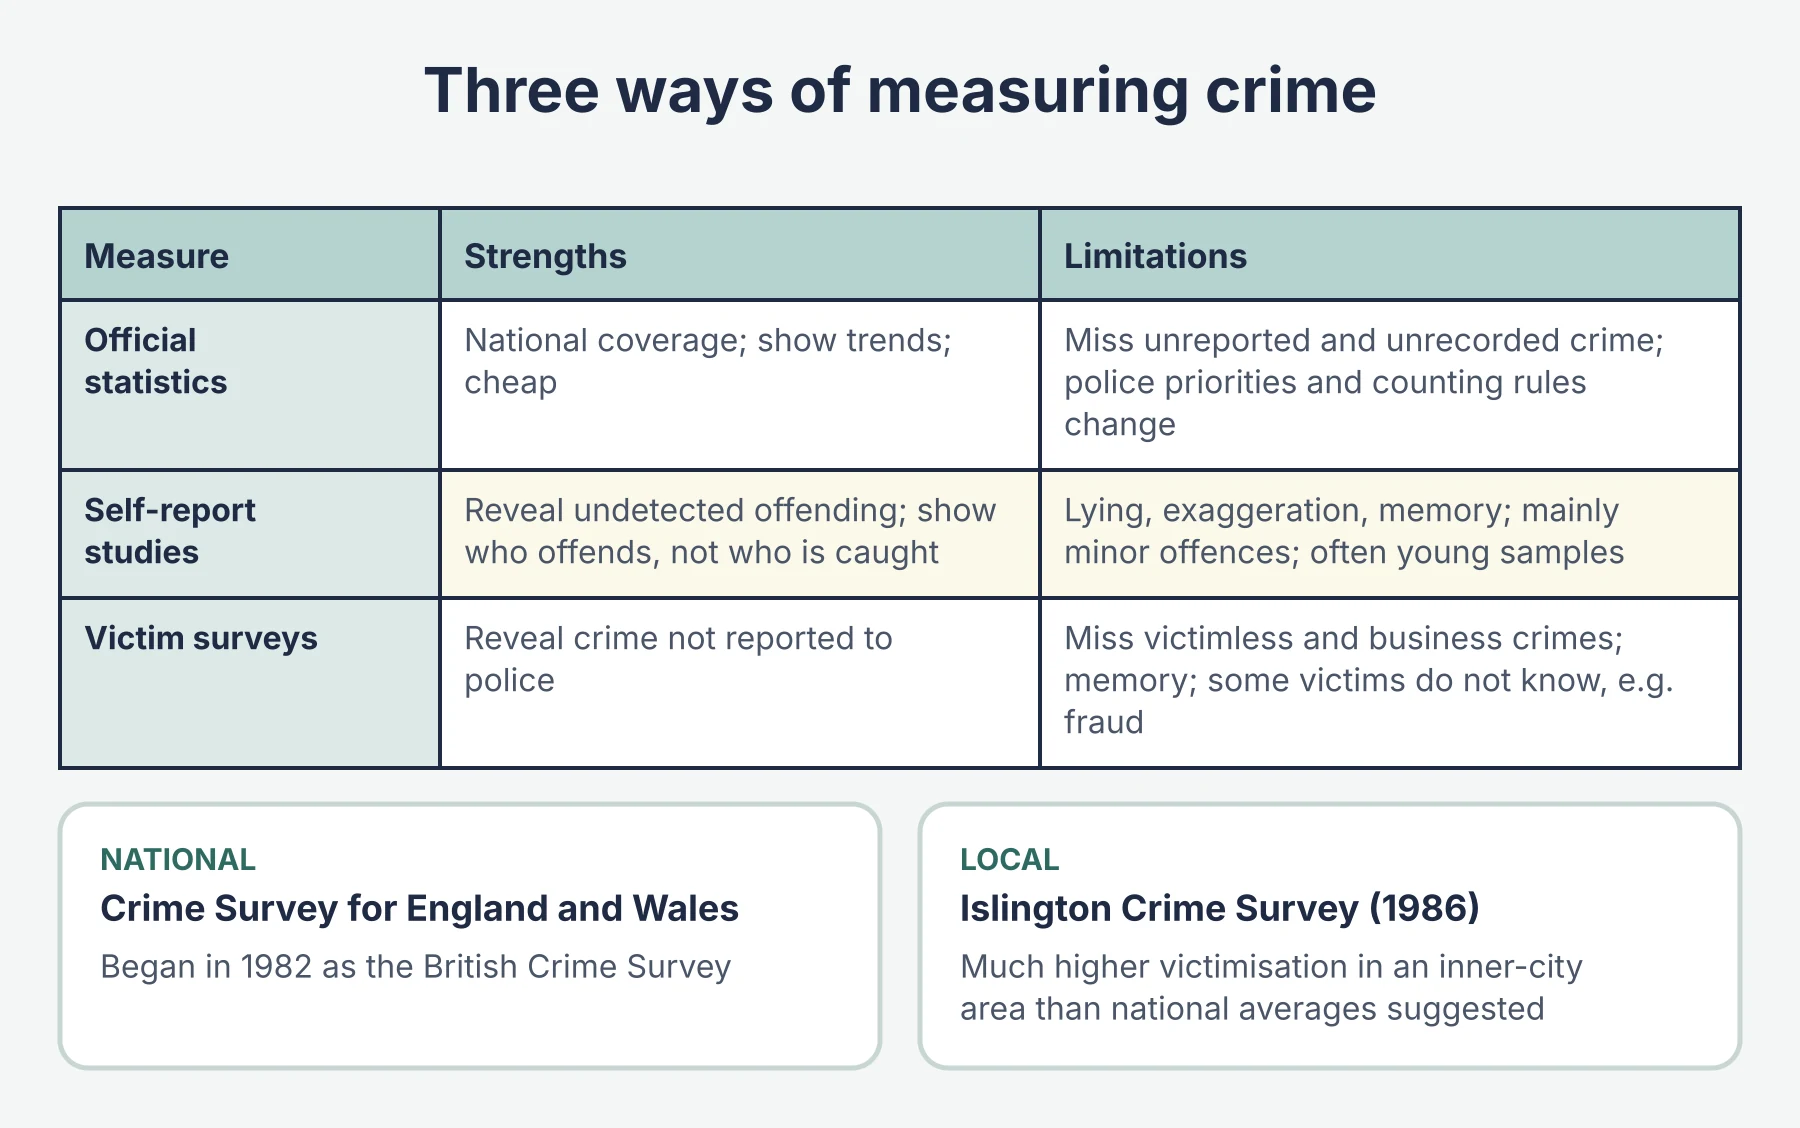 Three ways of measuring crime
Measure
Strengths
Limitations
Official
statistics
National coverage; show trends;
cheap
Miss unreported and unrecorded crime;
police priorities and counting rules
change
Self-report
studies
Reveal undetected offending; show
who offends, not who is caught
Lying, exaggeration, memory; mainly
minor offences; often young samples
Victim surveys
Reveal crime not reported to
police
Miss victimless and business crimes;
memory; some victims do not know, e.g.
fraud
NATIONAL
Crime Survey for England and Wales
Began in 1982 as the British Crime Survey
LOCAL
Islington Crime Survey (1986)
Much higher victimisation in an inner-city
area than national averages suggested